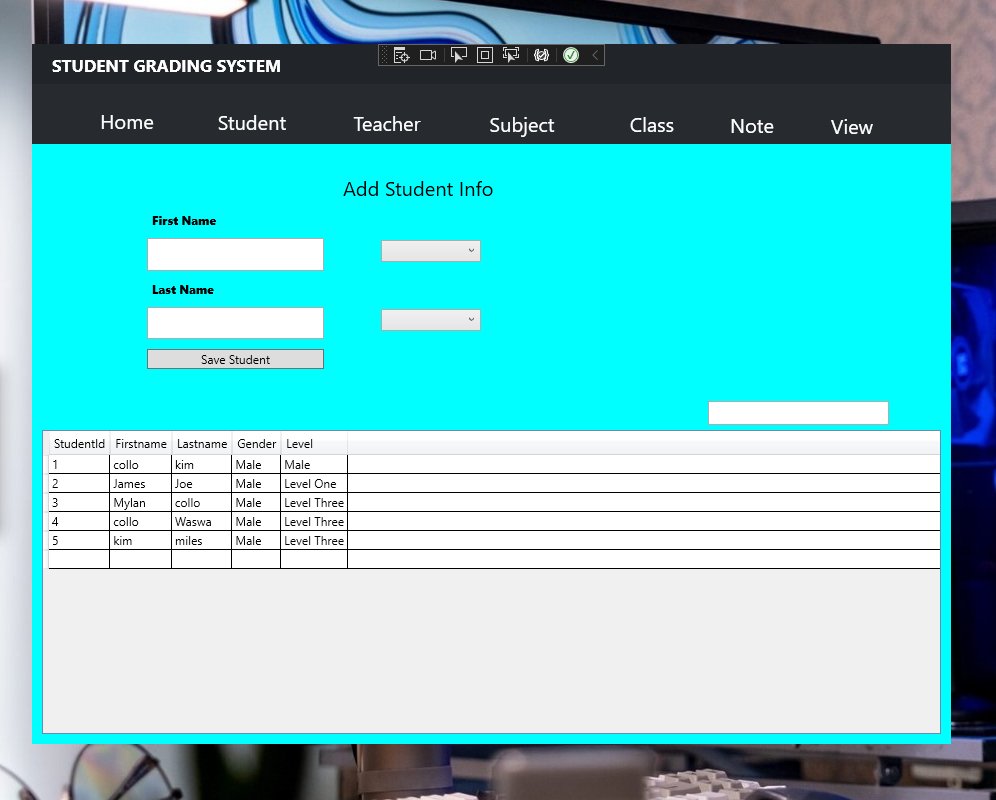 STUDENT GRADING SYSTEM
Home Student Teacher Subject Class Note View
Add Student Info
First Name
Last Name
Save Student
StudentId Firstname Lastname Gender Level
1 collo kim Male Male
2 James Joe Male Level One
3 Mylan collo Male Level Three
4 collo Waswa Male Level Three
5 kim miles Male Level Three